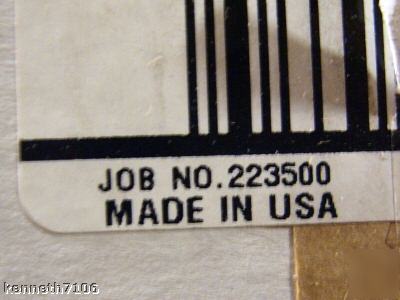 JOB NO.223500
MADE IN USA
kenneth7106